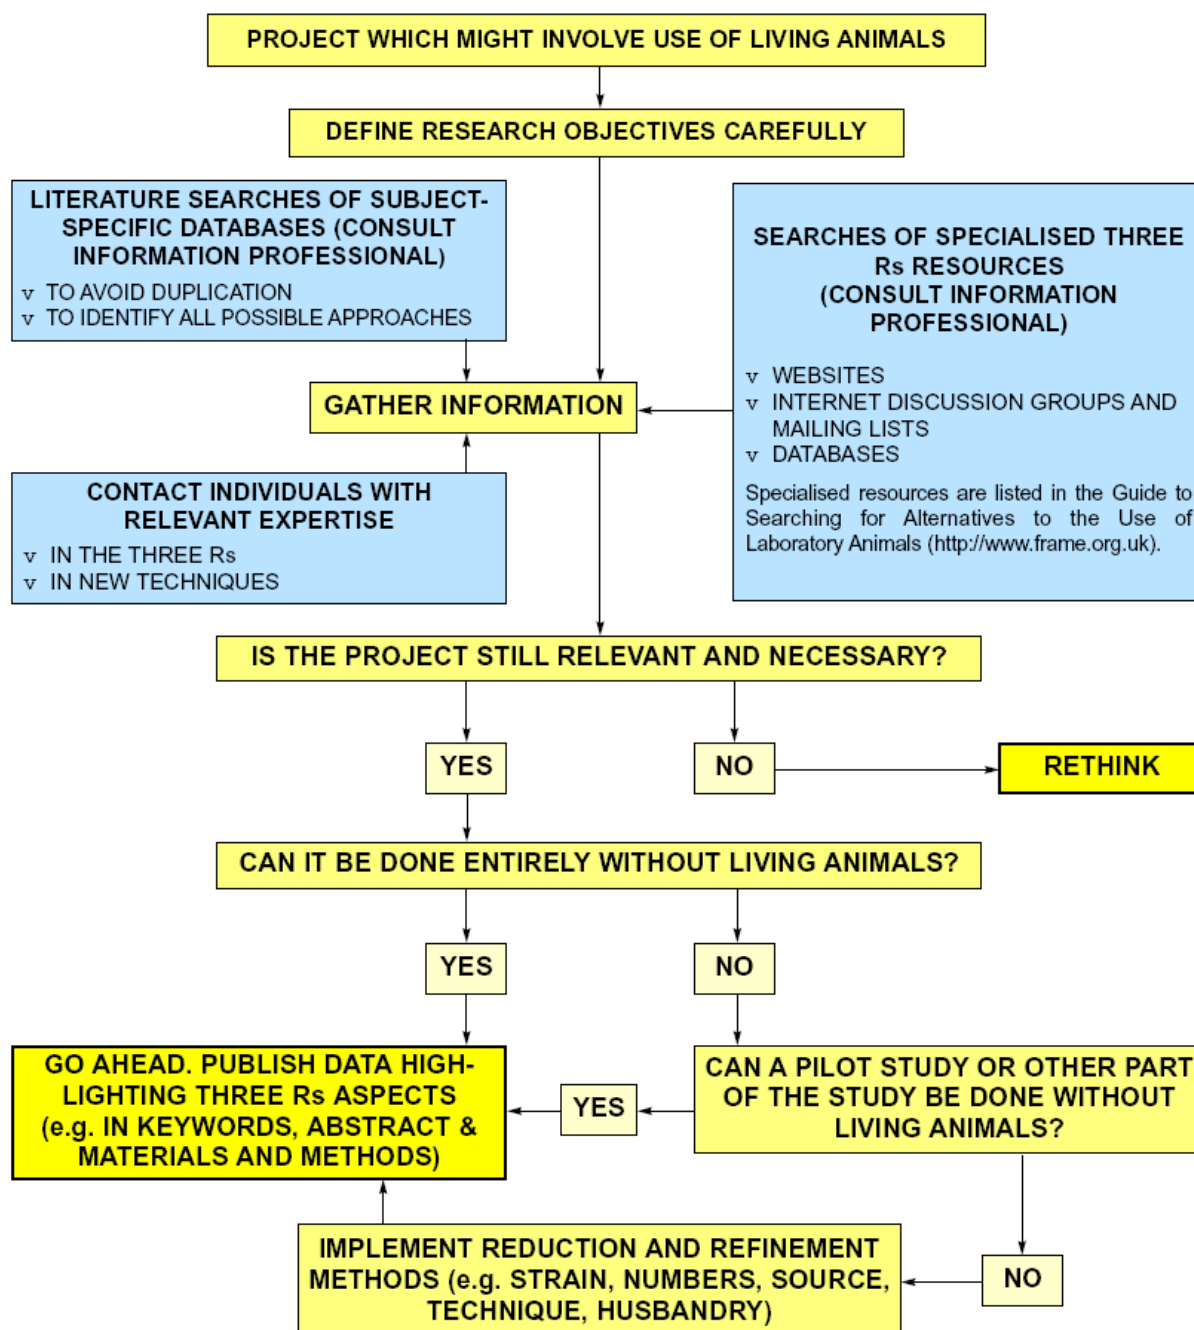 PROJECT WHICH MIGHT INVOLVE USE OF LIVING ANIMALS
DEFINE RESEARCH OBJECTIVES CAREFULLY
LITERATURE SEARCHES OF SUBJECT-
SPECIFIC DATABASES (CONSULT
INFORMATION PROFESSIONAL)
v TO AVOID DUPLICATION
v TO IDENTIFY ALL POSSIBLE APPROACHES
SEARCHES OF SPECIALISED THREE
Rs RESOURCES
(CONSULT INFORMATION
PROFESSIONAL)
v WEBSITES
v INTERNET DISCUSSION GROUPS AND
MAILING LISTS
v DATABASES
Specialised resources are listed in the Guide to
Searching for Alternatives to the Use of
Laboratory Animals (http://www.frame.org.uk).
GATHER INFORMATION
CONTACT INDIVIDUALS WITH
RELEVANT EXPERTISE
v IN THE THREE Rs
v IN NEW TECHNIQUES
IS THE PROJECT STILL RELEVANT AND NECESSARY?
YES
NO
RETHINK
CAN IT BE DONE ENTIRELY WITHOUT LIVING ANIMALS?
YES
NO
GO AHEAD. PUBLISH DATA HIGH-
LIGHTING THREE Rs ASPECTS
(e.g. IN KEYWORDS, ABSTRACT &
MATERIALS AND METHODS)
YES
CAN A PILOT STUDY OR OTHER PART
OF THE STUDY BE DONE WITHOUT
LIVING ANIMALS?
IMPLEMENT REDUCTION AND REFINEMENT
METHODS (e.g. STRAIN, NUMBERS, SOURCE,
TECHNIQUE, HUSBANDRY)
NO